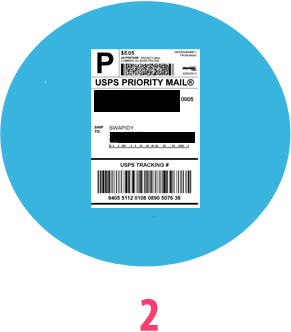 P
$5.05
US POSTAGE PRIORITY MAIL
COMMERCIAL BASE PRICING
USPS PRIORITY MAIL®
0005
SHIP
TO:
SWAPIDY
USPS TRACKING #
9405 5112 0108 0890 5076 38
2